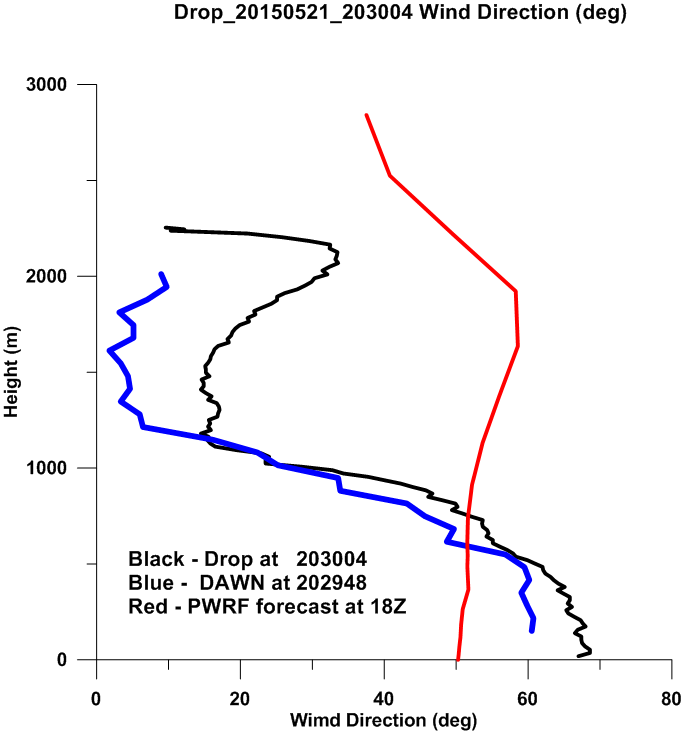 Drop_20150521_203004 Wind Direction (deg)
3000
2000
1000
0
Height (m)
Black - Drop at 203004
Blue - DAWN at 202948
Red - PWRF forecast at 18Z
0 20 40 60 80
Wimd Direction (deg)